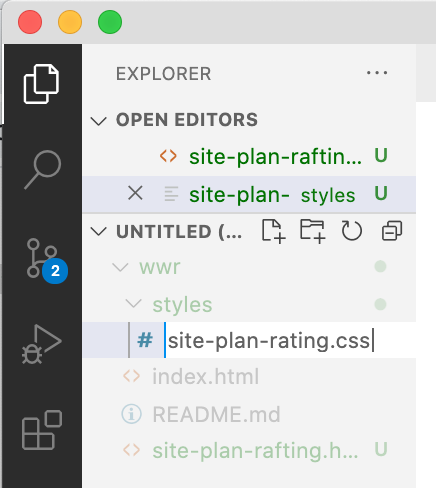 EXPLORER ...
OPEN EDITORS
<> site-plan-raftin... U
site-plan- styles U
UNTITLED (...
2
wwr
styles
# site-plan-rating.css
<> index.html
README.md
<> site-plan-rafting.h... U